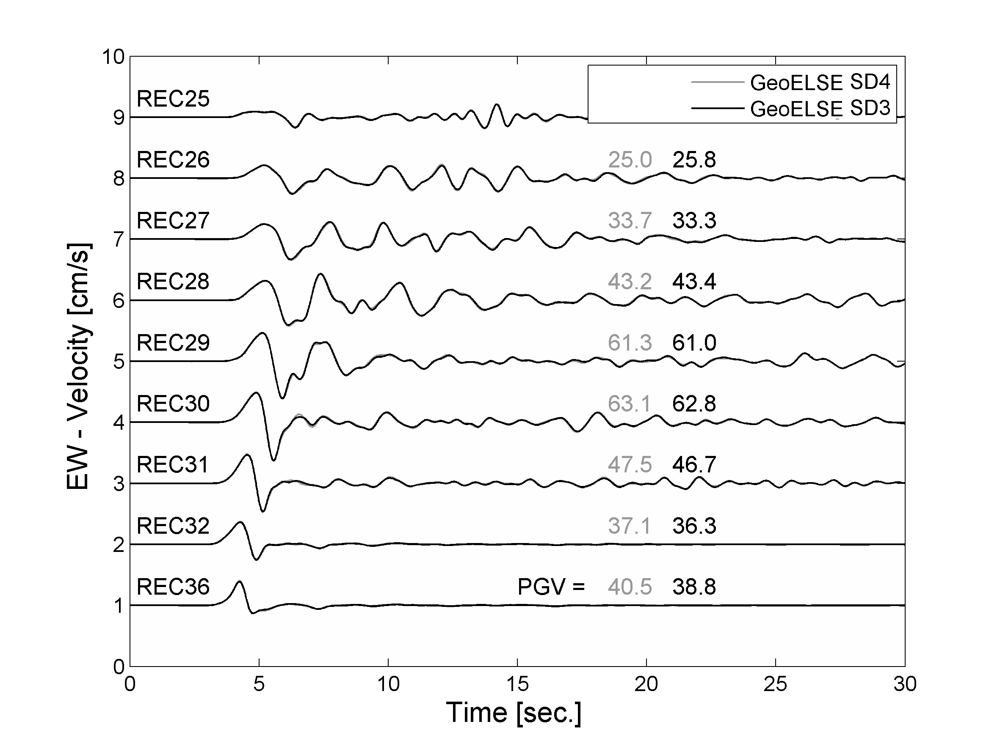 10
GeoELSE SD4
GeoELSE SD3
REC25
9
REC26 25.0 25.8
8
REC27 33.7 33.3
7
REC28 43.2 43.4
6
REC29 61.3 61.0
5
REC30 63.1 62.8
4
REC31 47.5 46.7
3
REC32 37.1 36.3
2
REC36 PGV = 40.5 38.8
1
0
EW - Velocity [cm/s]
0 5 10 15 20 25 30
Time [sec.]